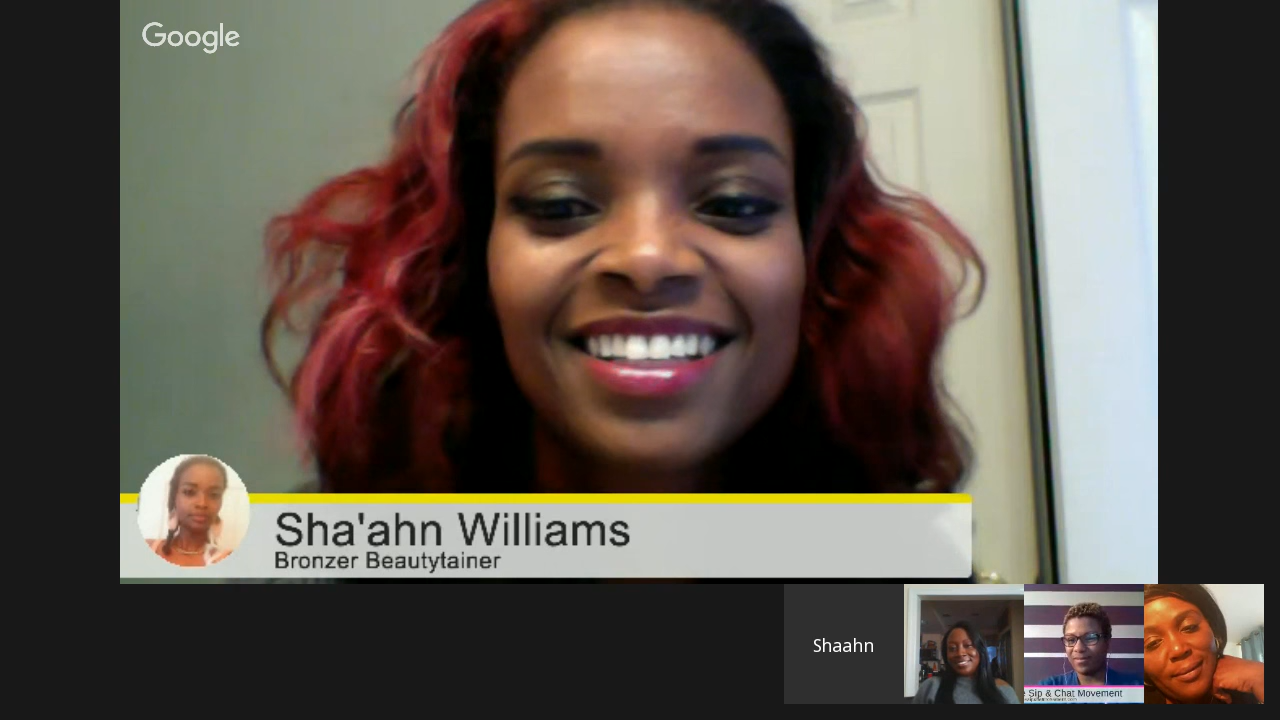 Google
Sha'ahn Williams
Bronzer Beautytainer
Shaahn
Sip & Chat Movement